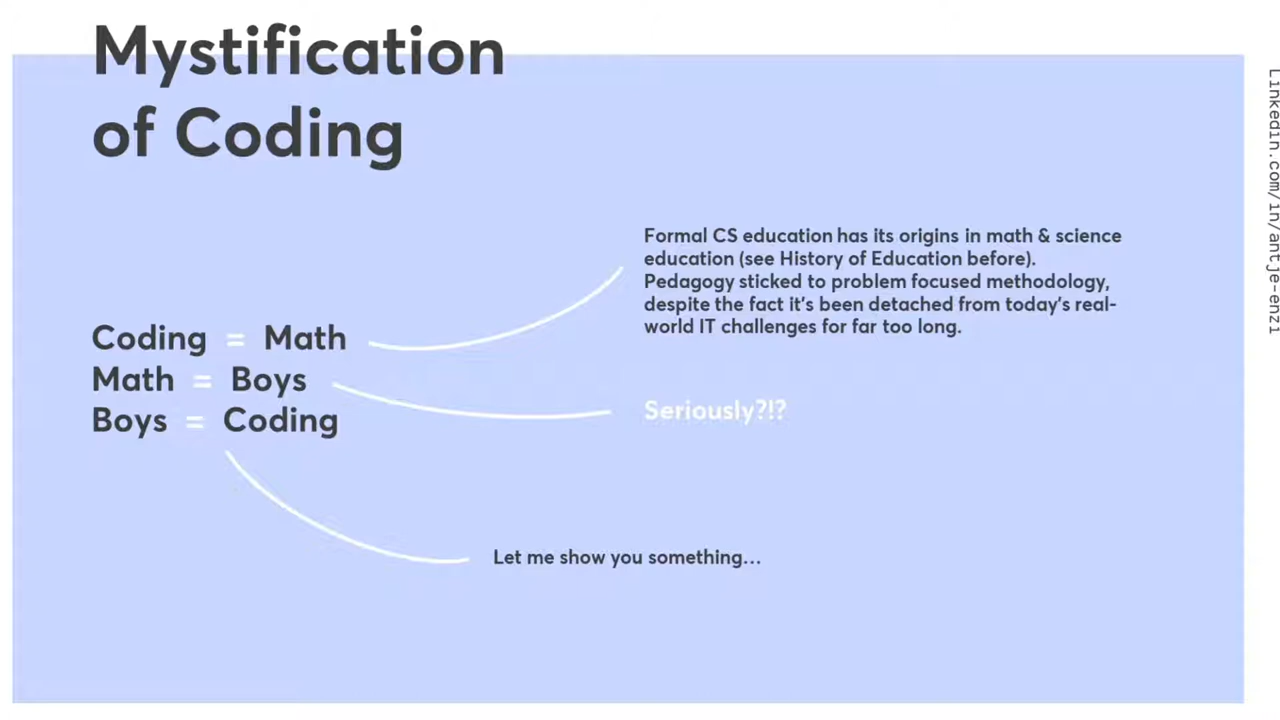 Mystification
of Coding
Formal CS education has its origins in math & science
education (see History of Education before).
Pedagogy sticked to problem focused methodology,
despite the fact it's been detached from today's real-
world IT challenges for far too long.
Coding = Math
Math = Boys
Boys = Coding
Seriously?!?
Let me show you something...
Linkedin.com/in/antje-enzi